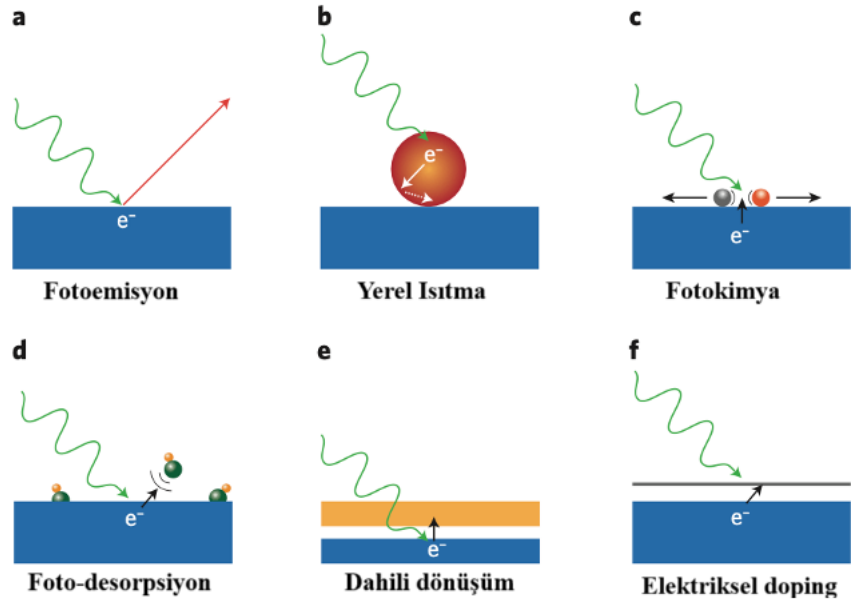 a
b
c
e⁻
e⁻
e⁻
Fotoemisyon
Yerel Isıtma
Fotokimya
d
e
f
e⁻
e⁻
e⁻
Foto-desorpsiyon
Dahili dönüşüm
Elektriksel doping